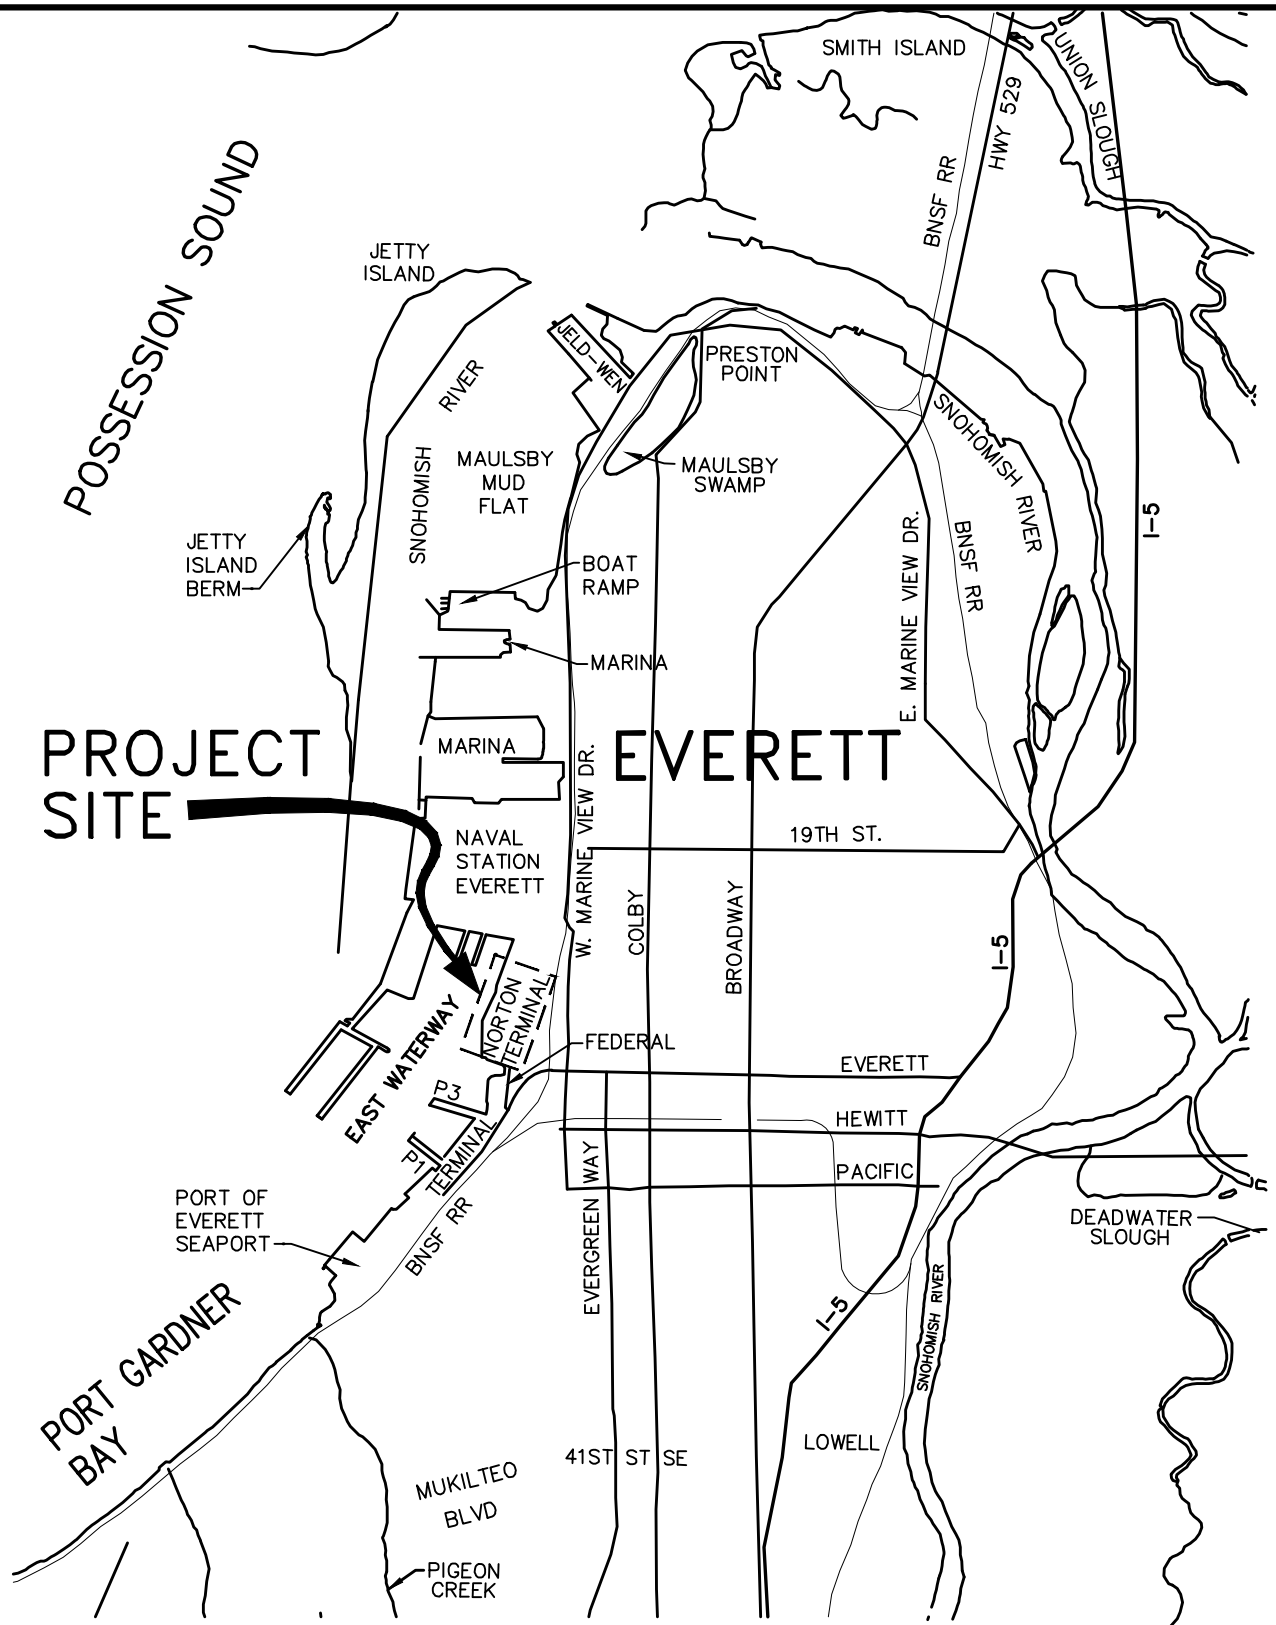 SMITH ISLAND
UNION SLOUGH
HWY 529
BNSF RR
POSSESSION SOUND
JETTY
ISLAND
RIVER
SNOHOMISH
JELD-WEN
PRESTON
POINT
SNOHOMISH RIVER
MAULSBY
MUD
FLAT
MAULSBY
SWAMP
I-5
JETTY
ISLAND
BERM
BOAT
RAMP
E. MARINE VIEW DR.
BNSF RR
MARINA
PROJECT
SITE
MARINA
EVERETT
W. MARINE VIEW DR.
19TH ST.
NAVAL
STATION
EVERETT
COLBY
BROADWAY
I-5
EAST WATERWAY
NORTON
TERMINAL
FEDERAL
EVERETT
P3
HEWITT
P1
TERMINAL
PACIFIC
EVERGREEN WAY
PORT OF
EVERETT
SEAPORT
BNSF RR
DEADWATER
SLOUGH
I-5
SNOHOMISH RIVER
PORT GARDNER
BAY
LOWELL
41ST ST SE
MUKILTEO
BLVD
PIGEON
CREEK